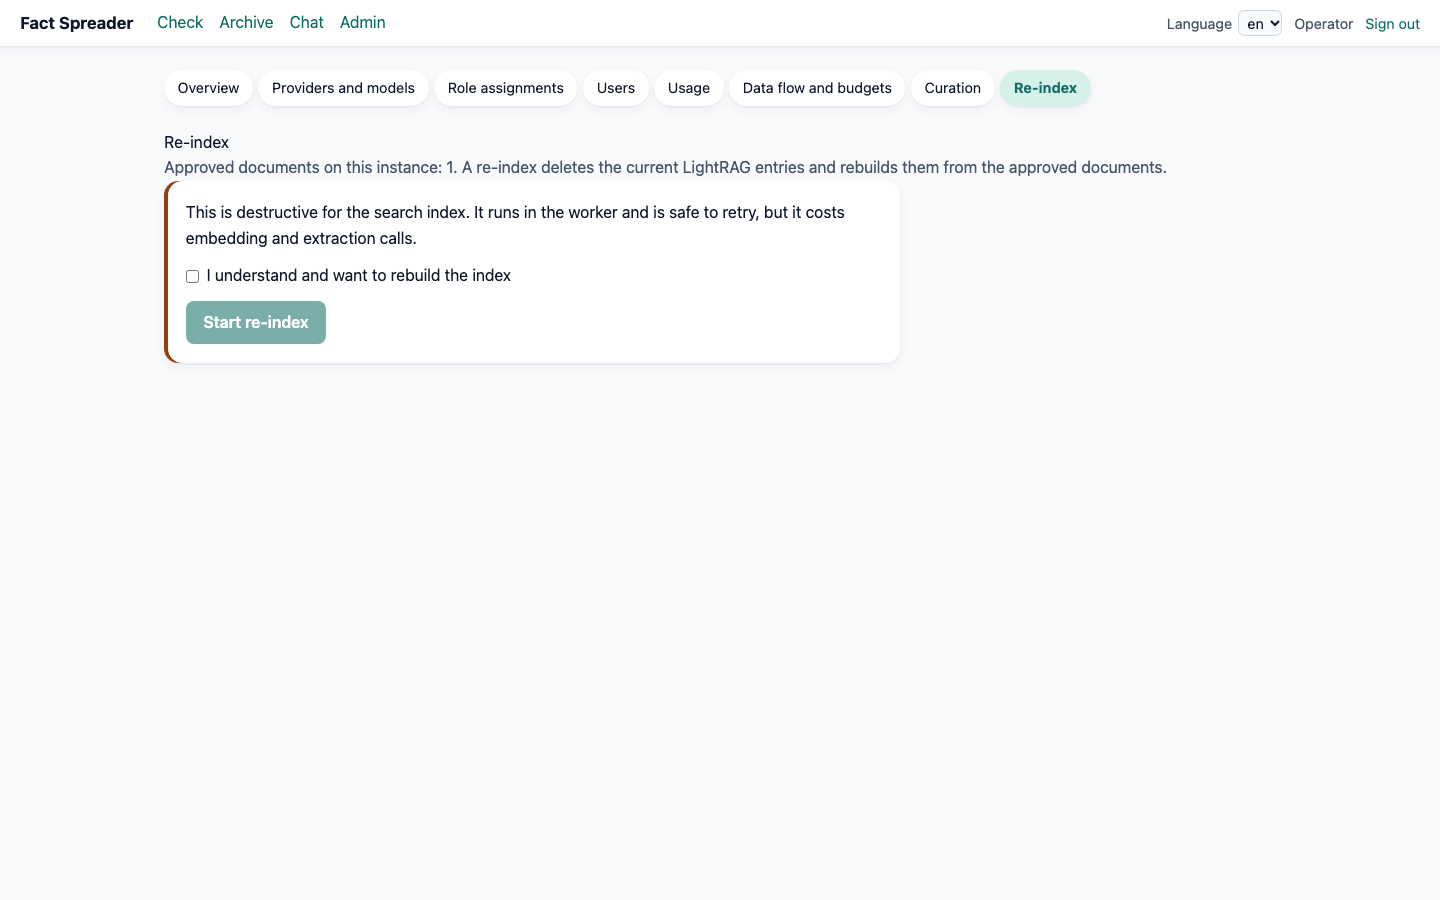 Fact Spreader Check Archive Chat Admin Language en Operator Sign out
Overview Providers and models Role assignments Users Usage Data flow and budgets Curation Re-index
Re-index
Approved documents on this instance: 1. A re-index deletes the current LightRAG entries and rebuilds them from the approved documents.
This is destructive for the search index. It runs in the worker and is safe to retry, but it costs
embedding and extraction calls.
I understand and want to rebuild the index
Start re-index